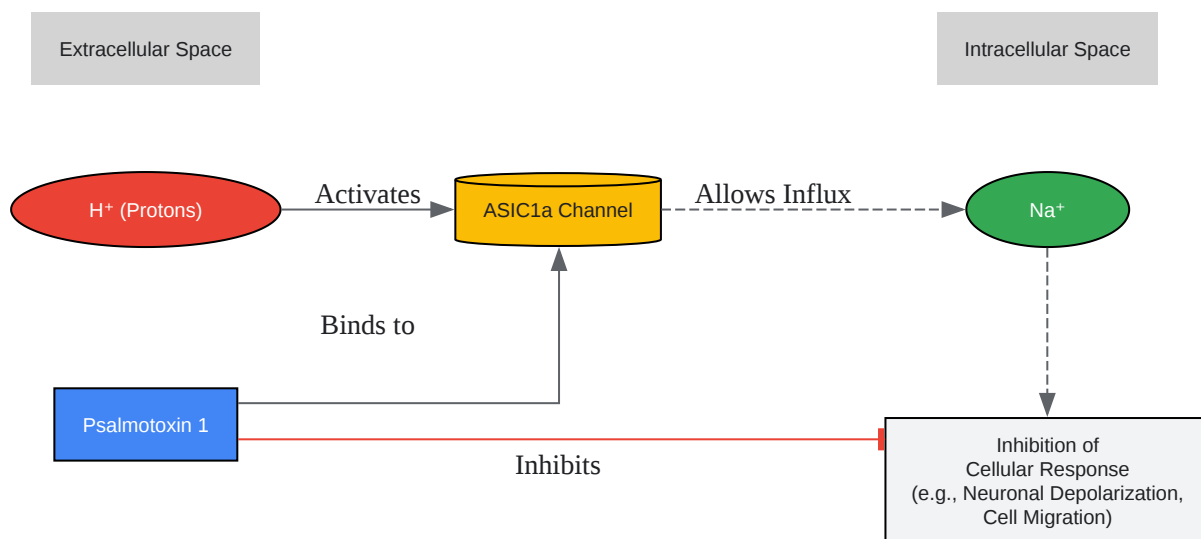 Extracellular Space
Intracellular Space
H⁺ (Protons)
Activates
ASIC1a Channel
Allows Influx
Na⁺
Binds to
Psalmotoxin 1
Inhibits
Inhibition of
Cellular Response
(e.g., Neuronal Depolarization,
Cell Migration)